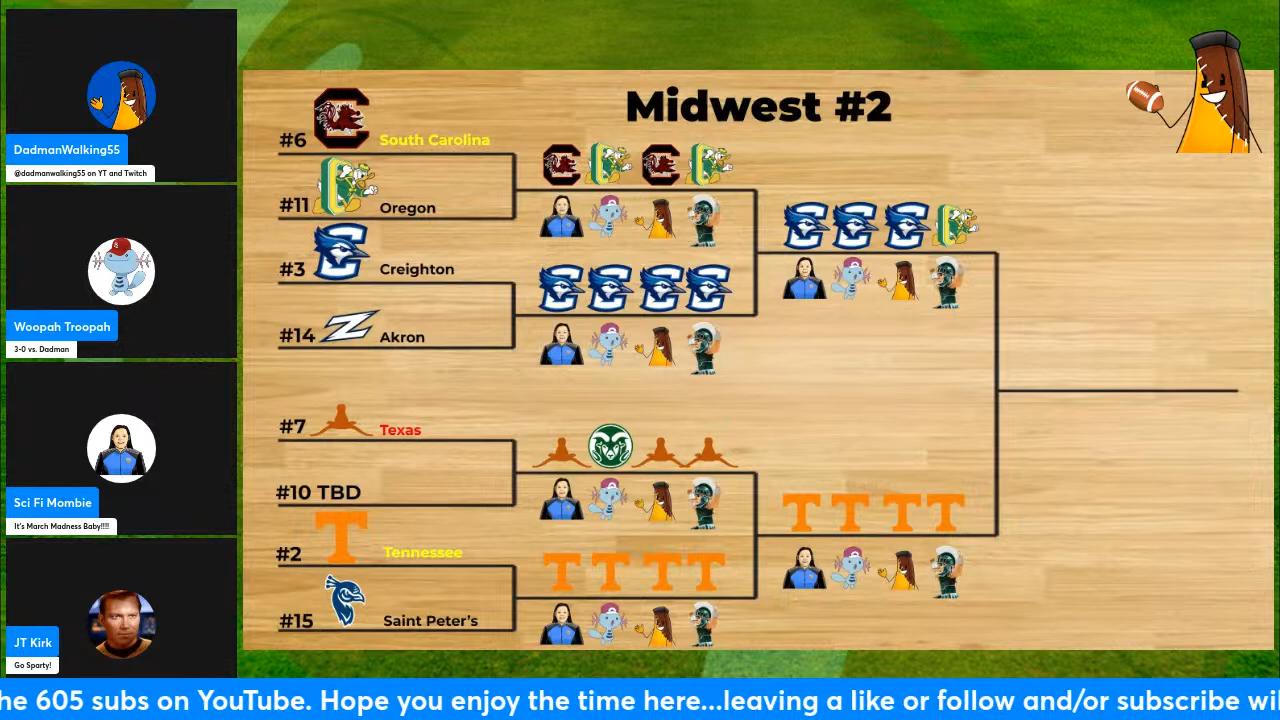 DadmanWalking55
@dadmanwalking55 on YT and Twitch
Woopah Troopah
3-0 vs. Dadman
Sci Fi Mombie
It's March Madness Baby!!!!
JT Kirk
Go Sparty!
Midwest #2
#6 South Carolina
#11 Oregon
#3 Creighton
#14 Akron
#7 Texas
#10 TBD
#2 Tennessee
#15 Saint Peter's
he 605 subs on YouTube. Hope you enjoy the time here...leaving a like or follow and/or subscribe wil